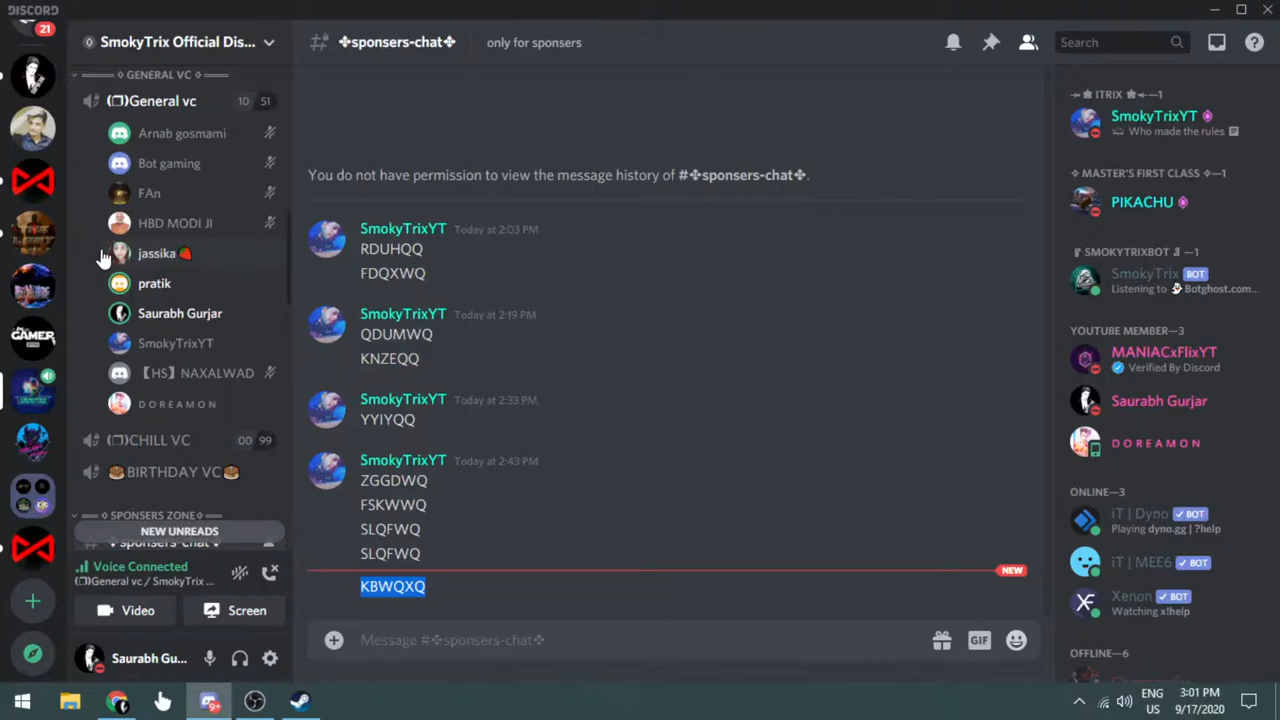 DISCORD
21
SmokyTrix Official Dis...
✤sponsers-chat✤
only for sponsers
Search
◊ GENERAL VC ◊
(❒)General vc
10 51
Arnab gosmami
Bot gaming
FAn
HBD MODI JI
jassika 🍓
pratik
Saurabh Gurjar
SmokyTrixYT
【HS】NAXALWAD
D O R E A M O N
(❒)CHILL VC
00 99
🎂BIRTHDAY VC🎂
◊ SPONSERS ZONE◊
NEW UNREADS
sponsers-chat
Voice Connected
(❒)General vc / SmokyTrix ...
Video
Screen
Saurabh Gu...
You do not have permission to view the message history of #✤sponsers-chat✤.
SmokyTrixYT Today at 2:03 PM
RDUHQQ
FDQXWQ
SmokyTrixYT Today at 2:19 PM
QDUMWQ
KNZEQQ
SmokyTrixYT Today at 2:33 PM
YYIYQQ
SmokyTrixYT Today at 2:43 PM
ZGGDWQ
FSKWWQ
SLQFWQ
SLQFWQ
NEW
KBWQXQ
Message #✤sponsers-chat✤
GIF
ITRIX —1
SmokyTrixYT
Who made the rules
✧ MASTER'S FIRST CLASS ✧—1
PIKACHU
SMOKYTRIXBOT —1
SmokyTrix BOT
Listening to 👻Botghost.com...
YOUTUBE MEMBER—3
MANIACxFlixYT
Verified By Discord
Saurabh Gurjar
D O R E A M O N
ONLINE—3
iT | Dyno ✓BOT
Playing dyno.gg | ?help
iT | MEE6 ✓BOT
Xenon ✓BOT
Watching x!help
OFFLINE—6
9+
ENG
US
3:01 PM
9/17/2020